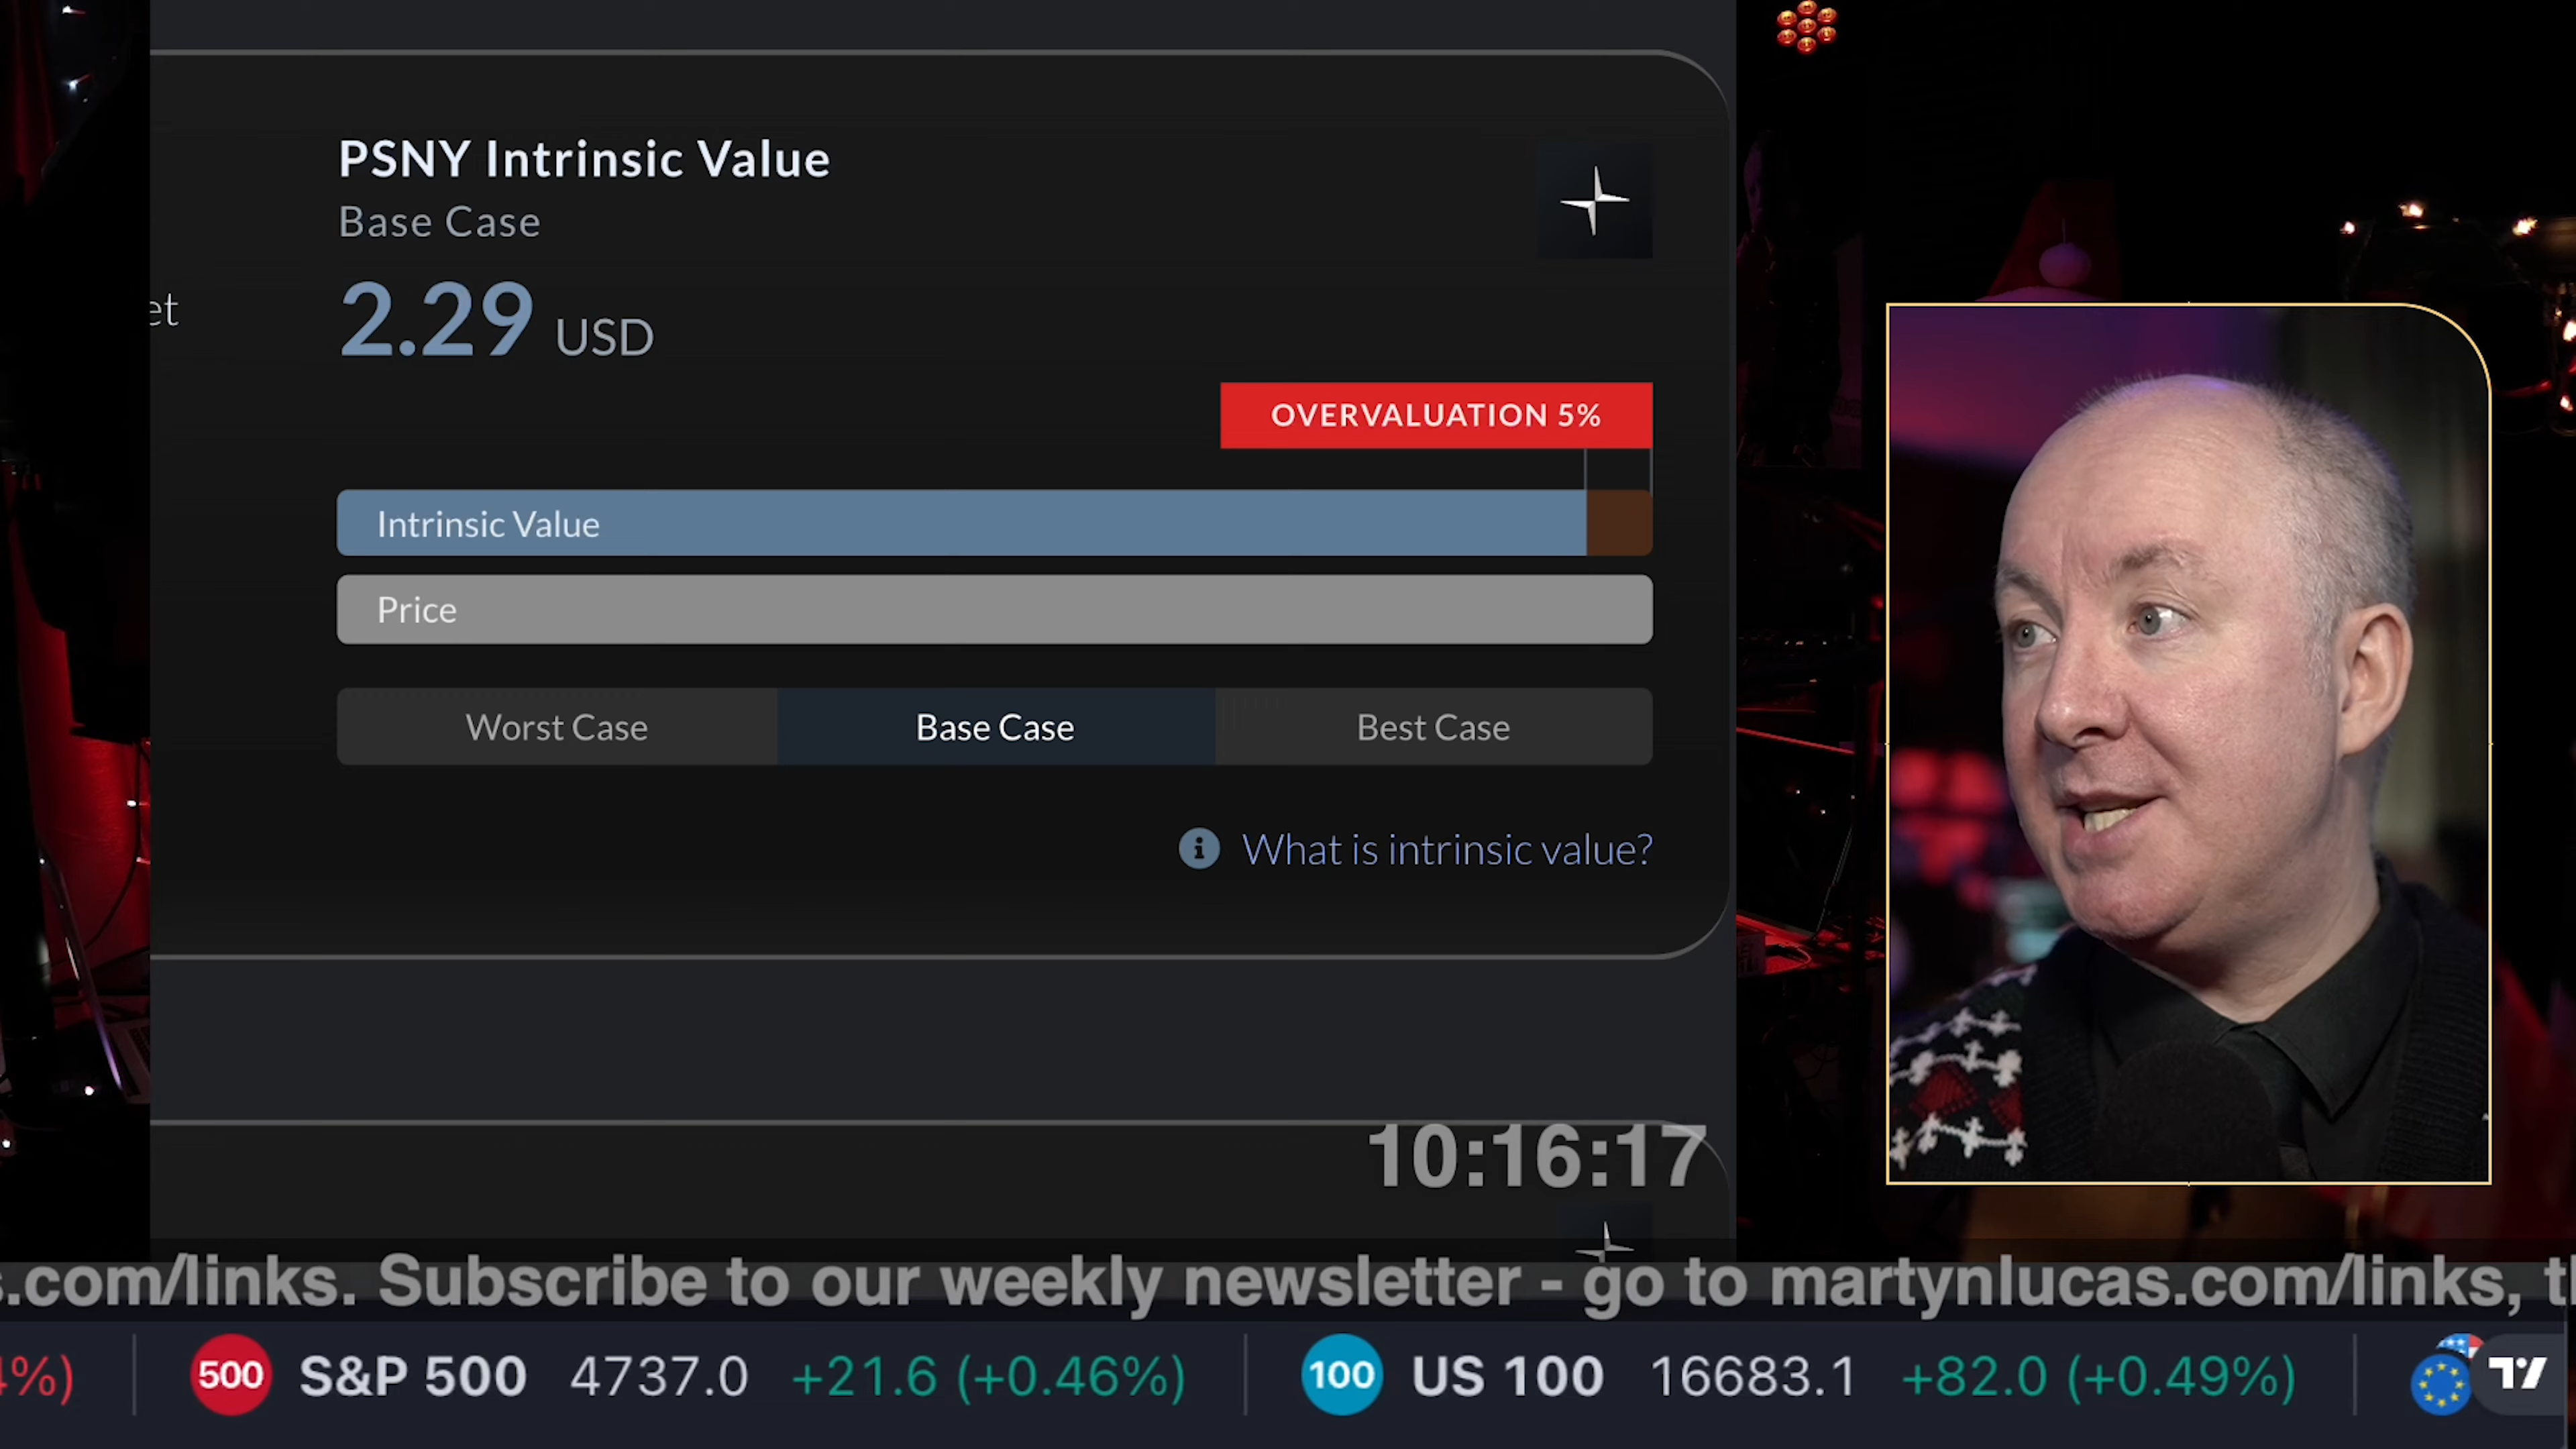 et
PSNY Intrinsic Value
Base Case
2.29 USD
OVERVALUATION 5%
Intrinsic Value
Price
Worst Case
Base Case
Best Case
What is intrinsic value?
10:16:17
s.com/links. Subscribe to our weekly newsletter - go to martynlucas.com/links, t
4%)
500 S&P 500 4737.0 +21.6 (+0.46%)
100 US 100 16683.1 +82.0 (+0.49%)